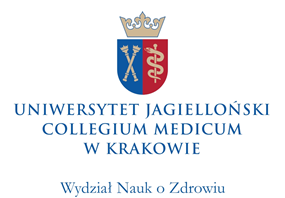 UNIWERSYTET JAGIELLOŃSKI
COLLEGIUM MEDICUM
W KRAKOWIE
Wydział Nauk o Zdrowiu